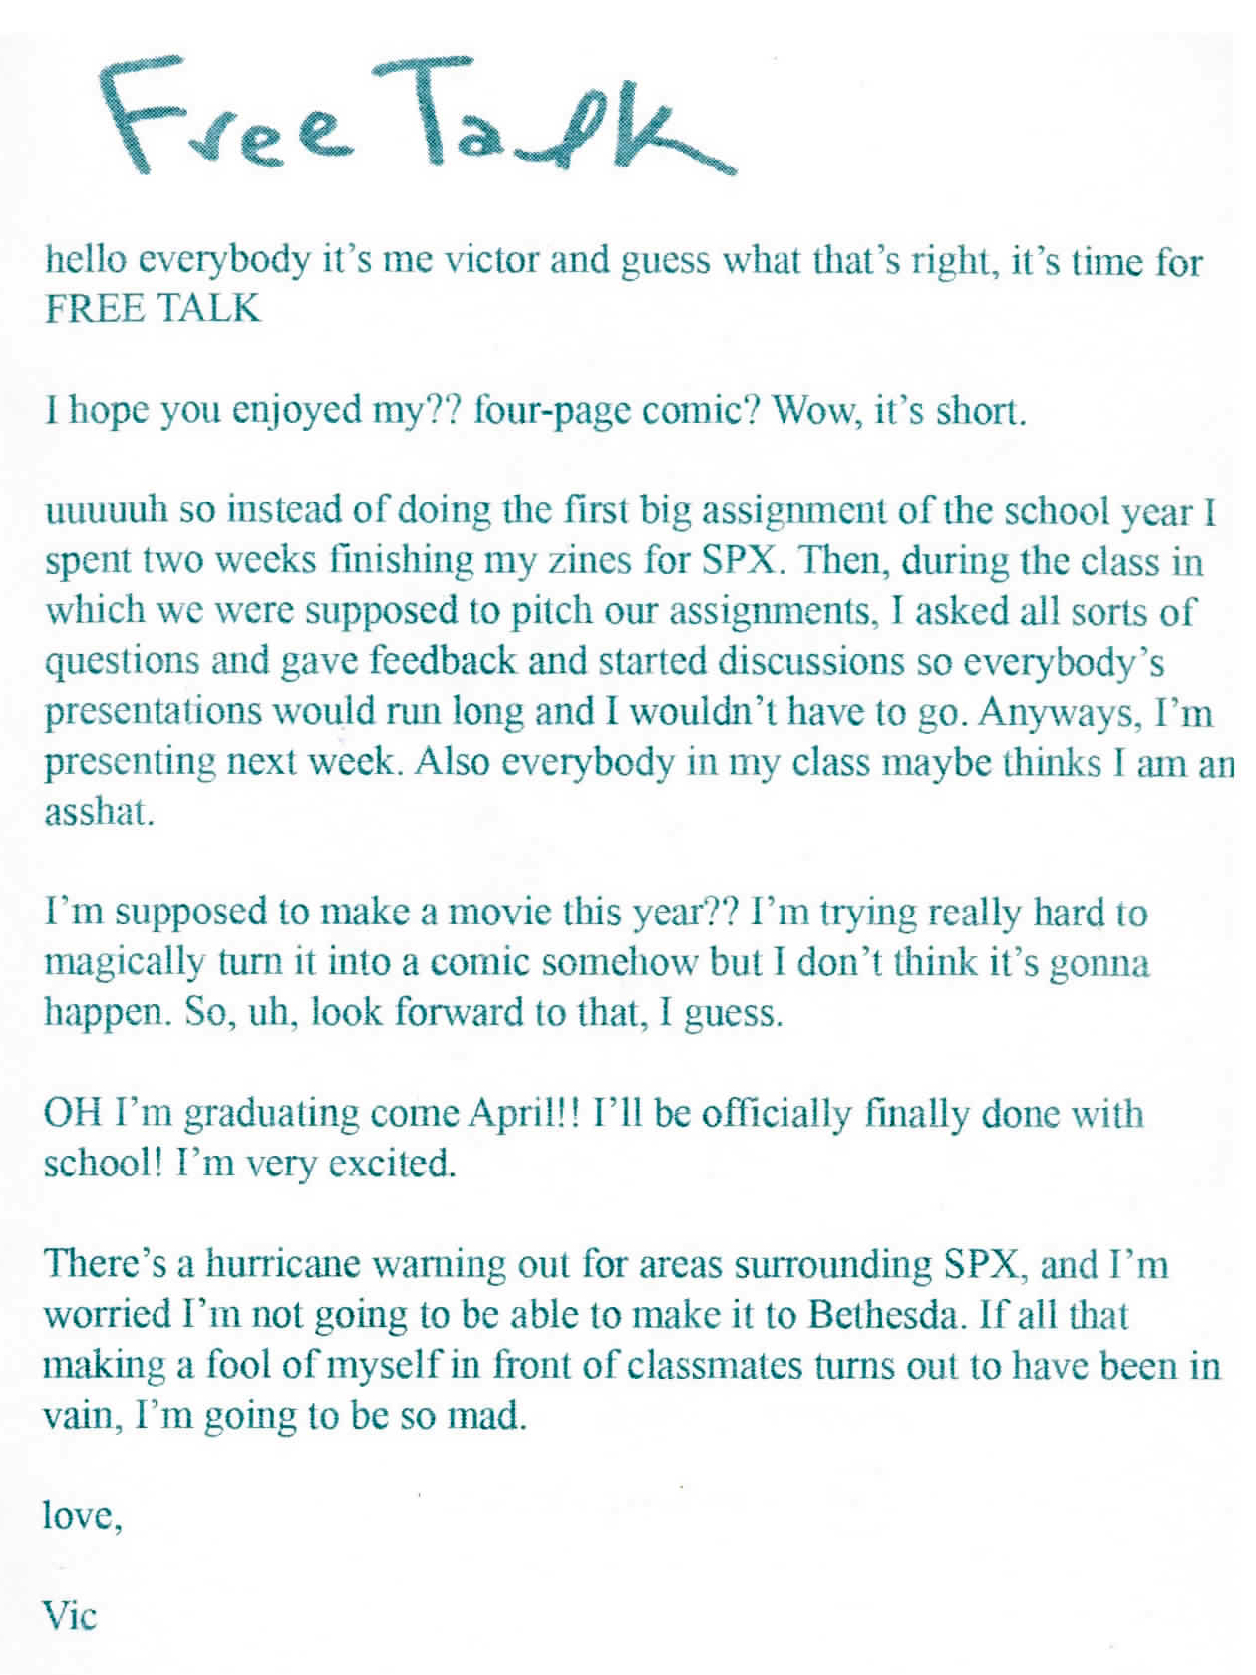 Free Talk
hello everybody it's me victor and guess what that's right, it's time for
FREE TALK
I hope you enjoyed my?? four-page comic? Wow, it's short.
uuuuuh so instead of doing the first big assignment of the school year I
spent two weeks finishing my zines for SPX. Then, during the class in
which we were supposed to pitch our assignments, I asked all sorts of
questions and gave feedback and started discussions so everybody's
presentations would run long and I wouldn't have to go. Anyways, I'm
presenting next week. Also everybody in my class maybe thinks I am an
asshat.
I'm supposed to make a movie this year?? I'm trying really hard to
magically turn it into a comic somehow but I don't think it's gonna
happen. So, uh, look forward to that, I guess.
OH I'm graduating come April!! I'll be officially finally done with
school! I'm very excited.
There's a hurricane warning out for areas surrounding SPX, and I'm
worried I'm not going to be able to make it to Bethesda. If all that
making a fool of myself in front of classmates turns out to have been in
vain, I'm going to be so mad.
love,
Vic